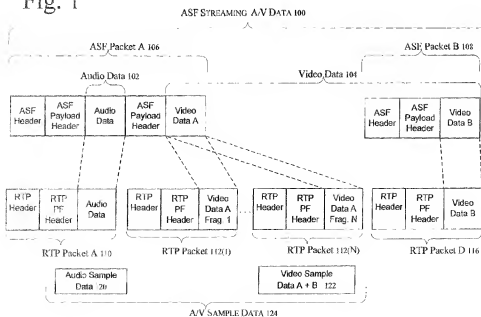 Fig. 1
ASF STREAMING A/V DATA 100
ASF Packet A 106
ASF Packet B 108
Audio Data 102
Video Data 104
ASF Header
ASF Payload Header
Audio Data
ASF Payload Header
Video Data A
ASF Header
ASF Payload Header
Video Data B
RTP Header
RTP PF Header
Audio Data
RTP Header
RTP PF Header
Video Data A Frag. 1
RTP Header
RTP PF Header
Video Data A Frag. N
RTP Header
RTP PF Header
Video Data B
RTP Packet A 110
RTP Packet 112(1)
RTP Packet 112(N)
RTP Packet D 116
Audio Sample Data 120
Video Sample Data A + B 122
A/V SAMPLE DATA 124